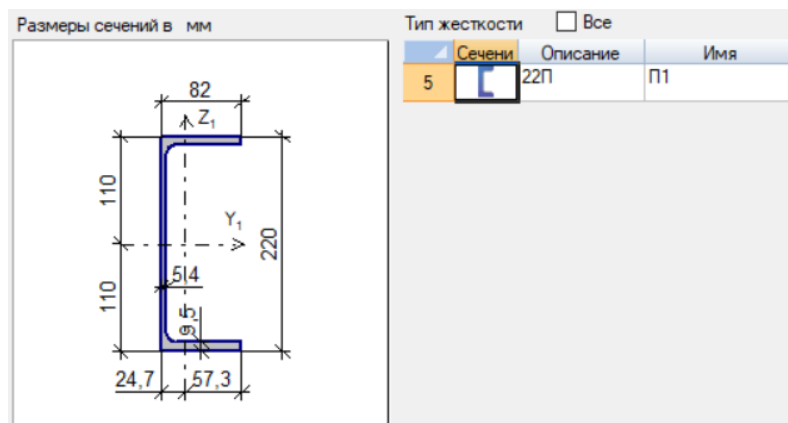 Размеры сечений в мм
Тип жесткости Все
Сечени Описание Имя
5 22П П1
82
Z1
110
Y1
220
5,4
110
9,5
24,7 57,3